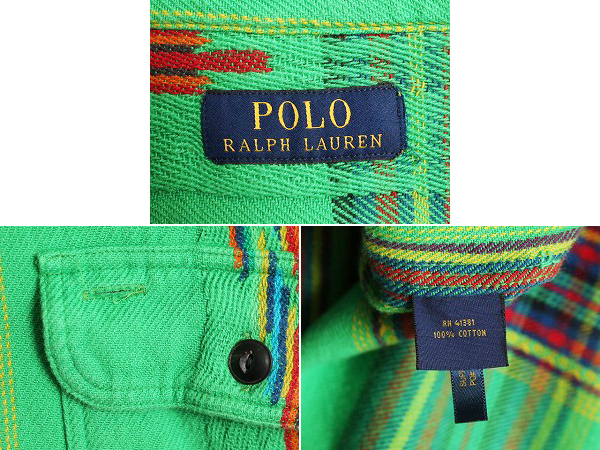 POLO
RALPH LAUREN
RN 41381
100% COTTON